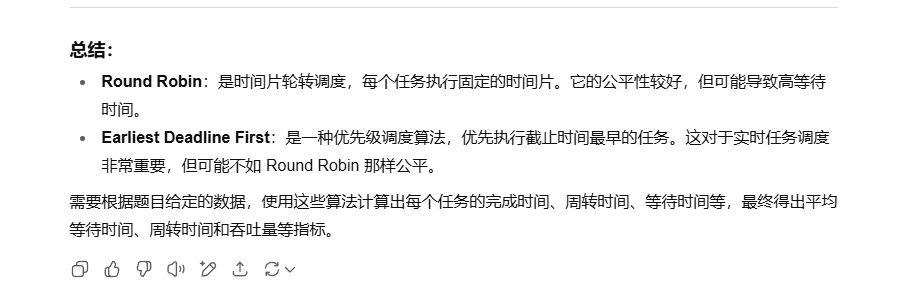 总结：
Round Robin：是时间片轮转调度，每个任务执行固定的时间片。它的公平性较好，但可能导致高等待
时间。
Earliest Deadline First：是一种优先级调度算法，优先执行截止时间最早的任务。这对于实时任务调度
非常重要，但可能不如 Round Robin 那样公平。
需要根据题目给定的数据，使用这些算法计算出每个任务的完成时间、周转时间、等待时间等，最终得出平均
等待时间、周转时间和吞吐量等指标。